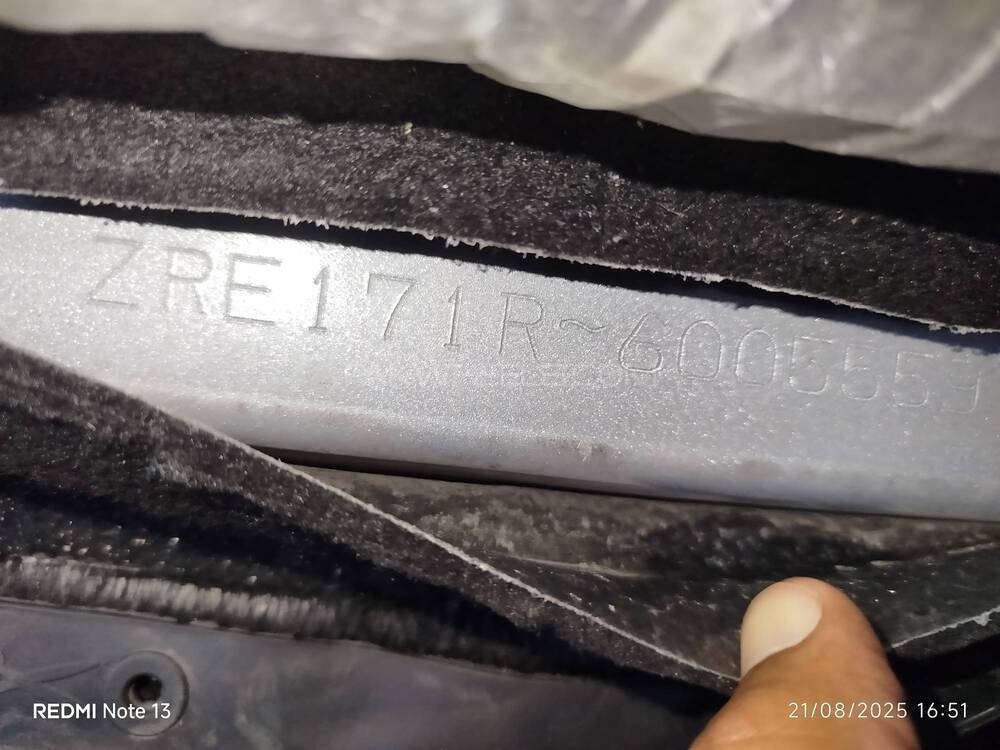 ZRE171R~6005559
REDMI Note 13
21/08/2025 16:51